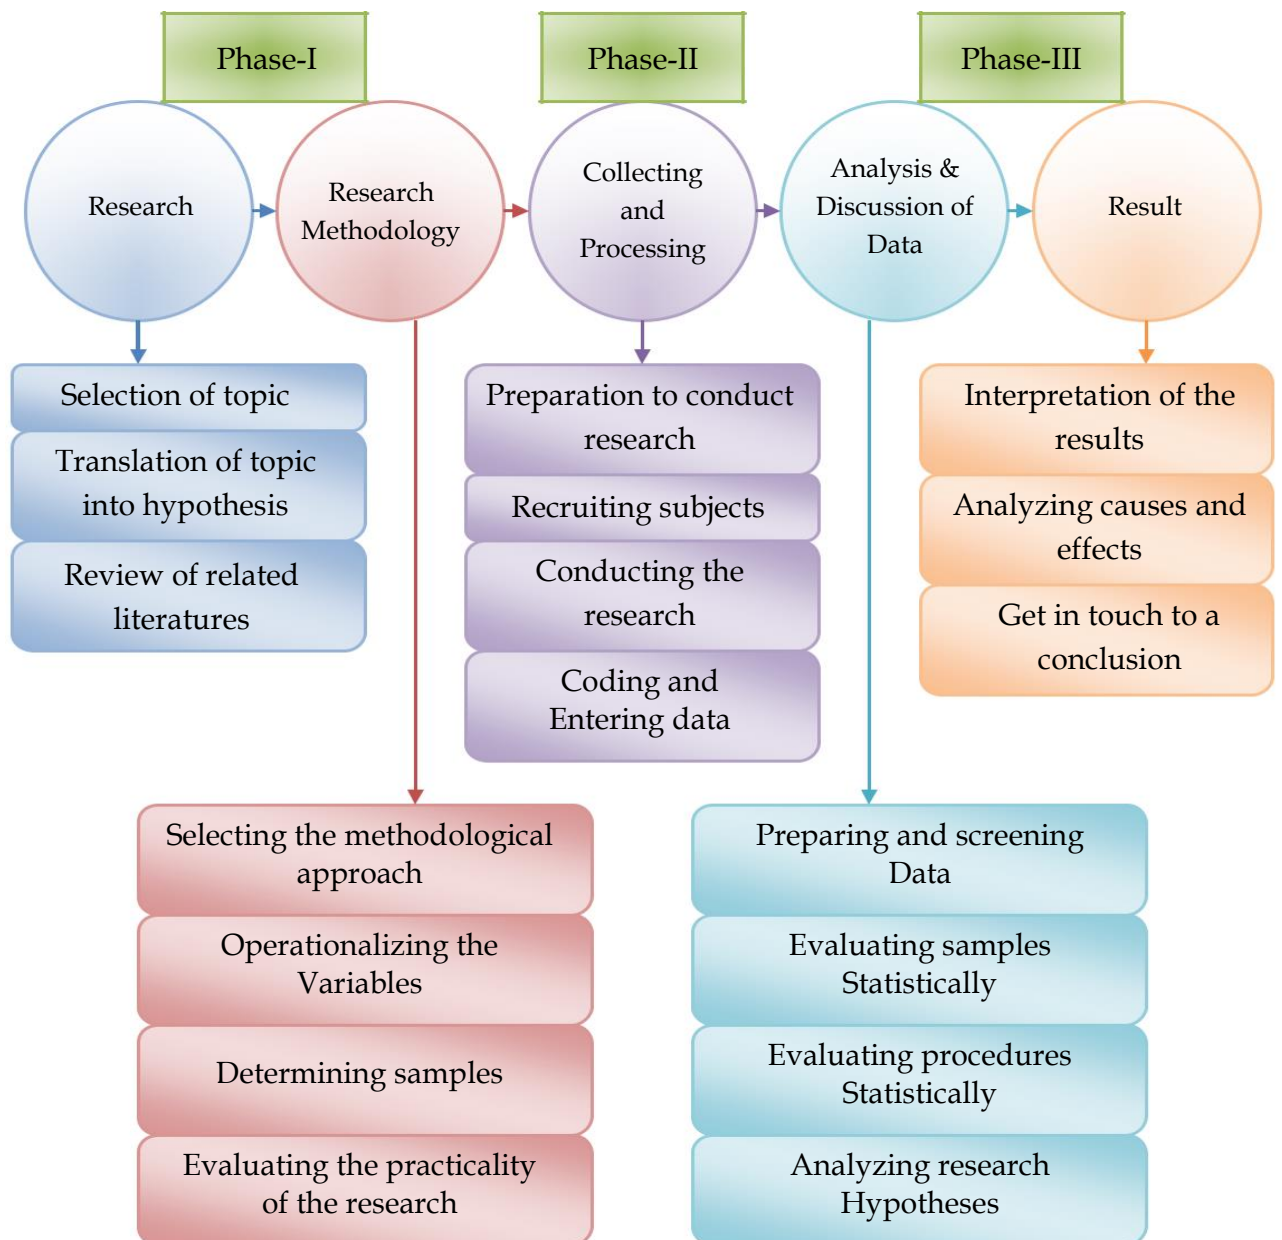 Phase-I
Phase-II
Phase-III
Research
Research
Methodology
Collecting
and
Processing
Analysis &
Discussion of
Data
Result
Selection of topic
Translation of topic
into hypothesis
Review of related
literatures
Preparation to conduct
research
Recruiting subjects
Conducting the
research
Coding and
Entering data
Interpretation of the
results
Analyzing causes and
effects
Get in touch to a
conclusion
Selecting the methodological
approach
Operationalizing the
Variables
Determining samples
Evaluating the practicality
of the research
Preparing and screening
Data
Evaluating samples
Statistically
Evaluating procedures
Statistically
Analyzing research
Hypotheses